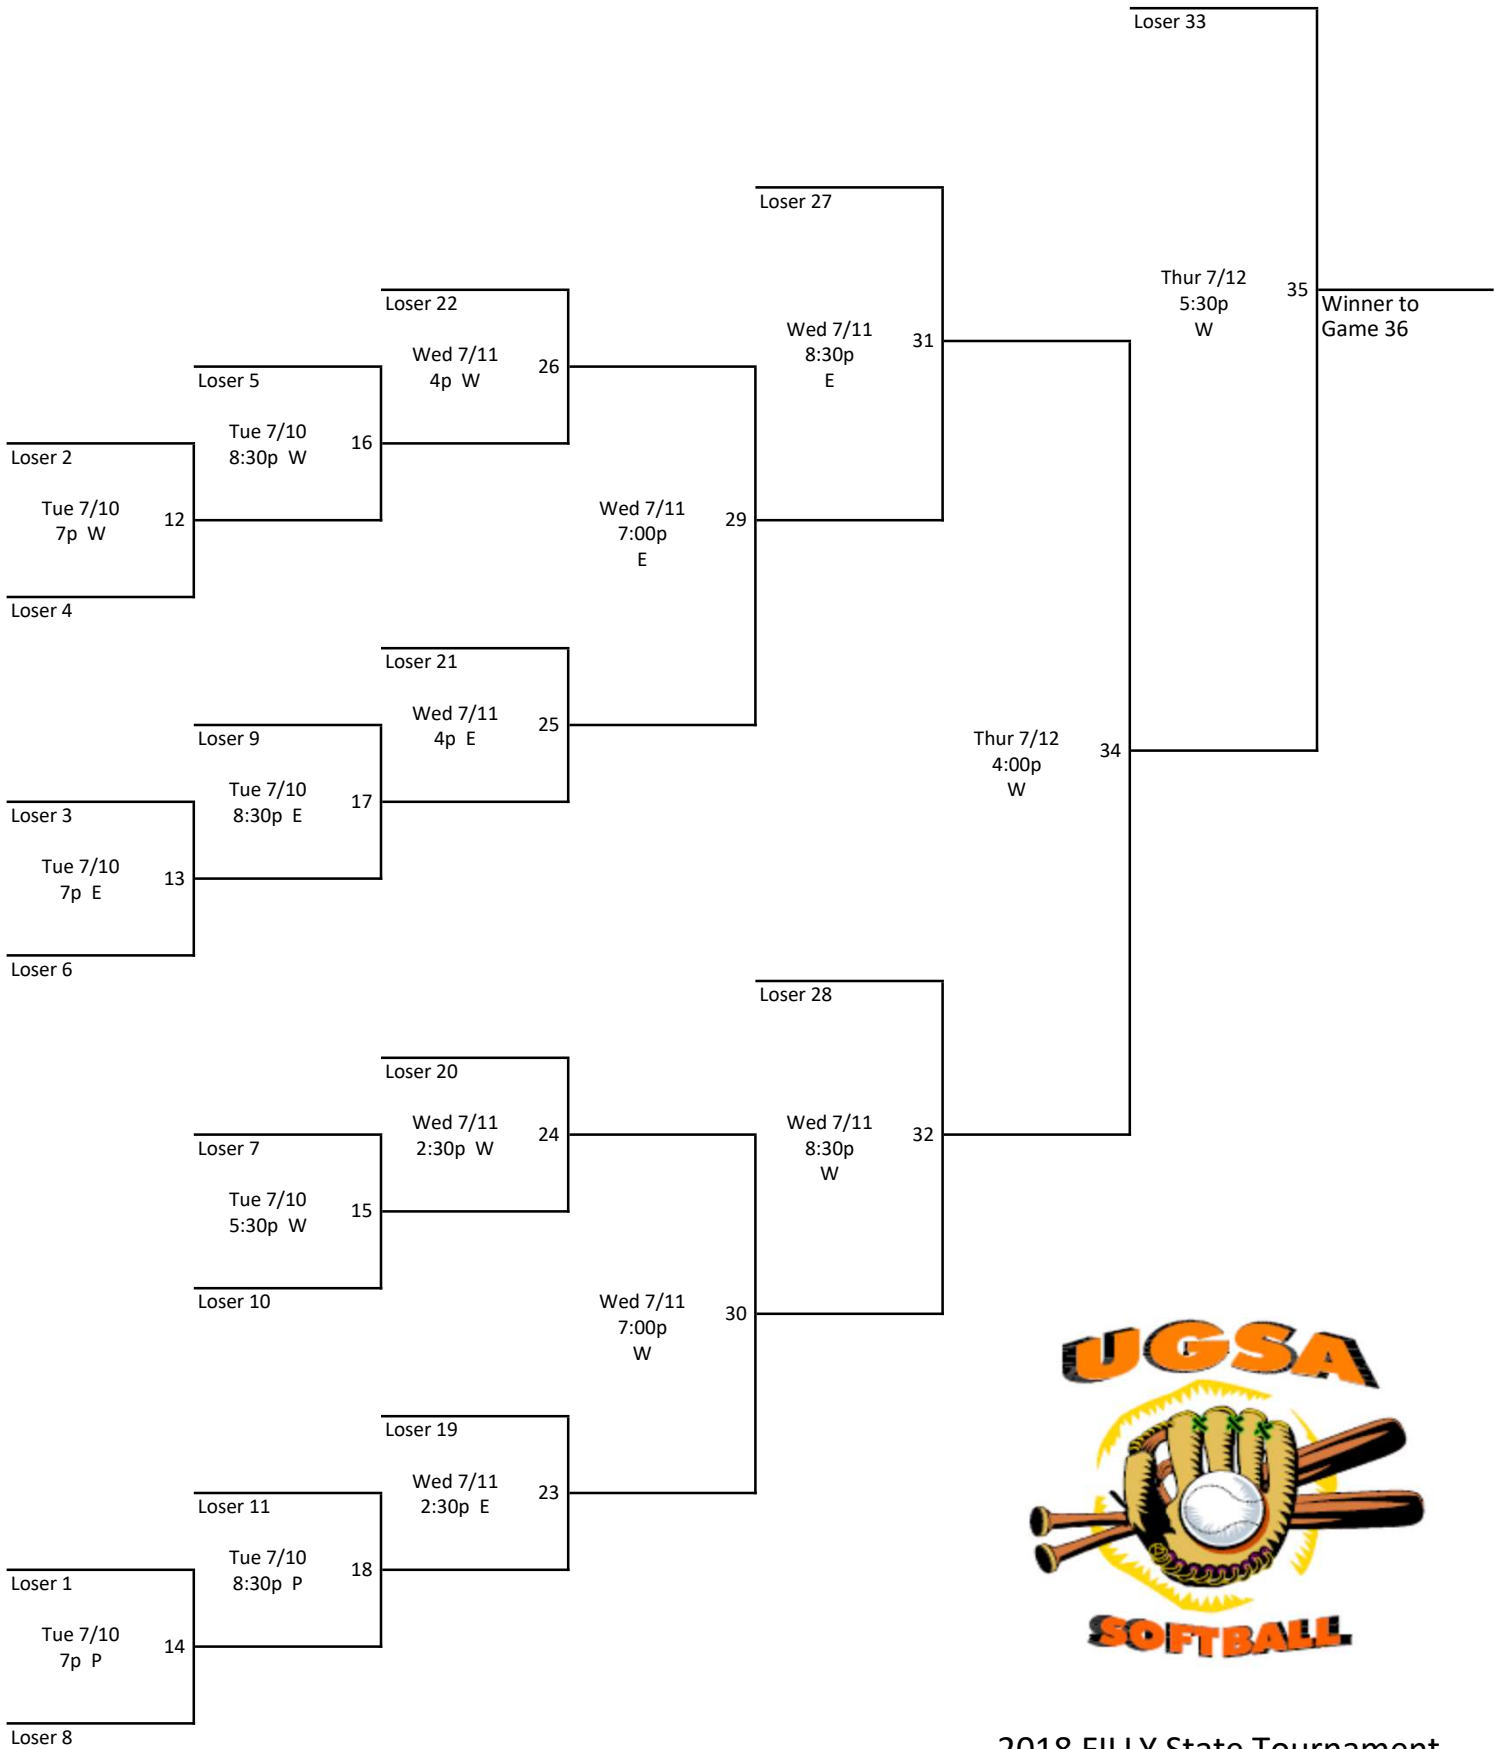 Loser 33
Loser 27
Thur 7/12
5:30p
W
35
Winner to
Game 36
Loser 22
Wed 7/11
8:30p
E
31
Wed 7/11
4p W
26
Loser 5
Tue 7/10
8:30p W
16
Loser 2
Tue 7/10
7p W
12
Wed 7/11
7:00p
E
29
Loser 4
Loser 21
Wed 7/11
4p E
25
Loser 9
Thur 7/12
4:00p
W
34
Tue 7/10
8:30p E
17
Loser 3
Tue 7/10
7p E
13
Loser 6
Loser 28
Loser 20
Wed 7/11
2:30p W
24
Wed 7/11
8:30p
W
32
Loser 7
Tue 7/10
5:30p W
15
Loser 10
Wed 7/11
7:00p
W
30
UGSA
Loser 19
Wed 7/11
2:30p E
23
Loser 11
Tue 7/10
8:30p P
18
Loser 1
Tue 7/10
7p P
14
SOFTBALL
Loser 8
2018 FILLY State Tournament